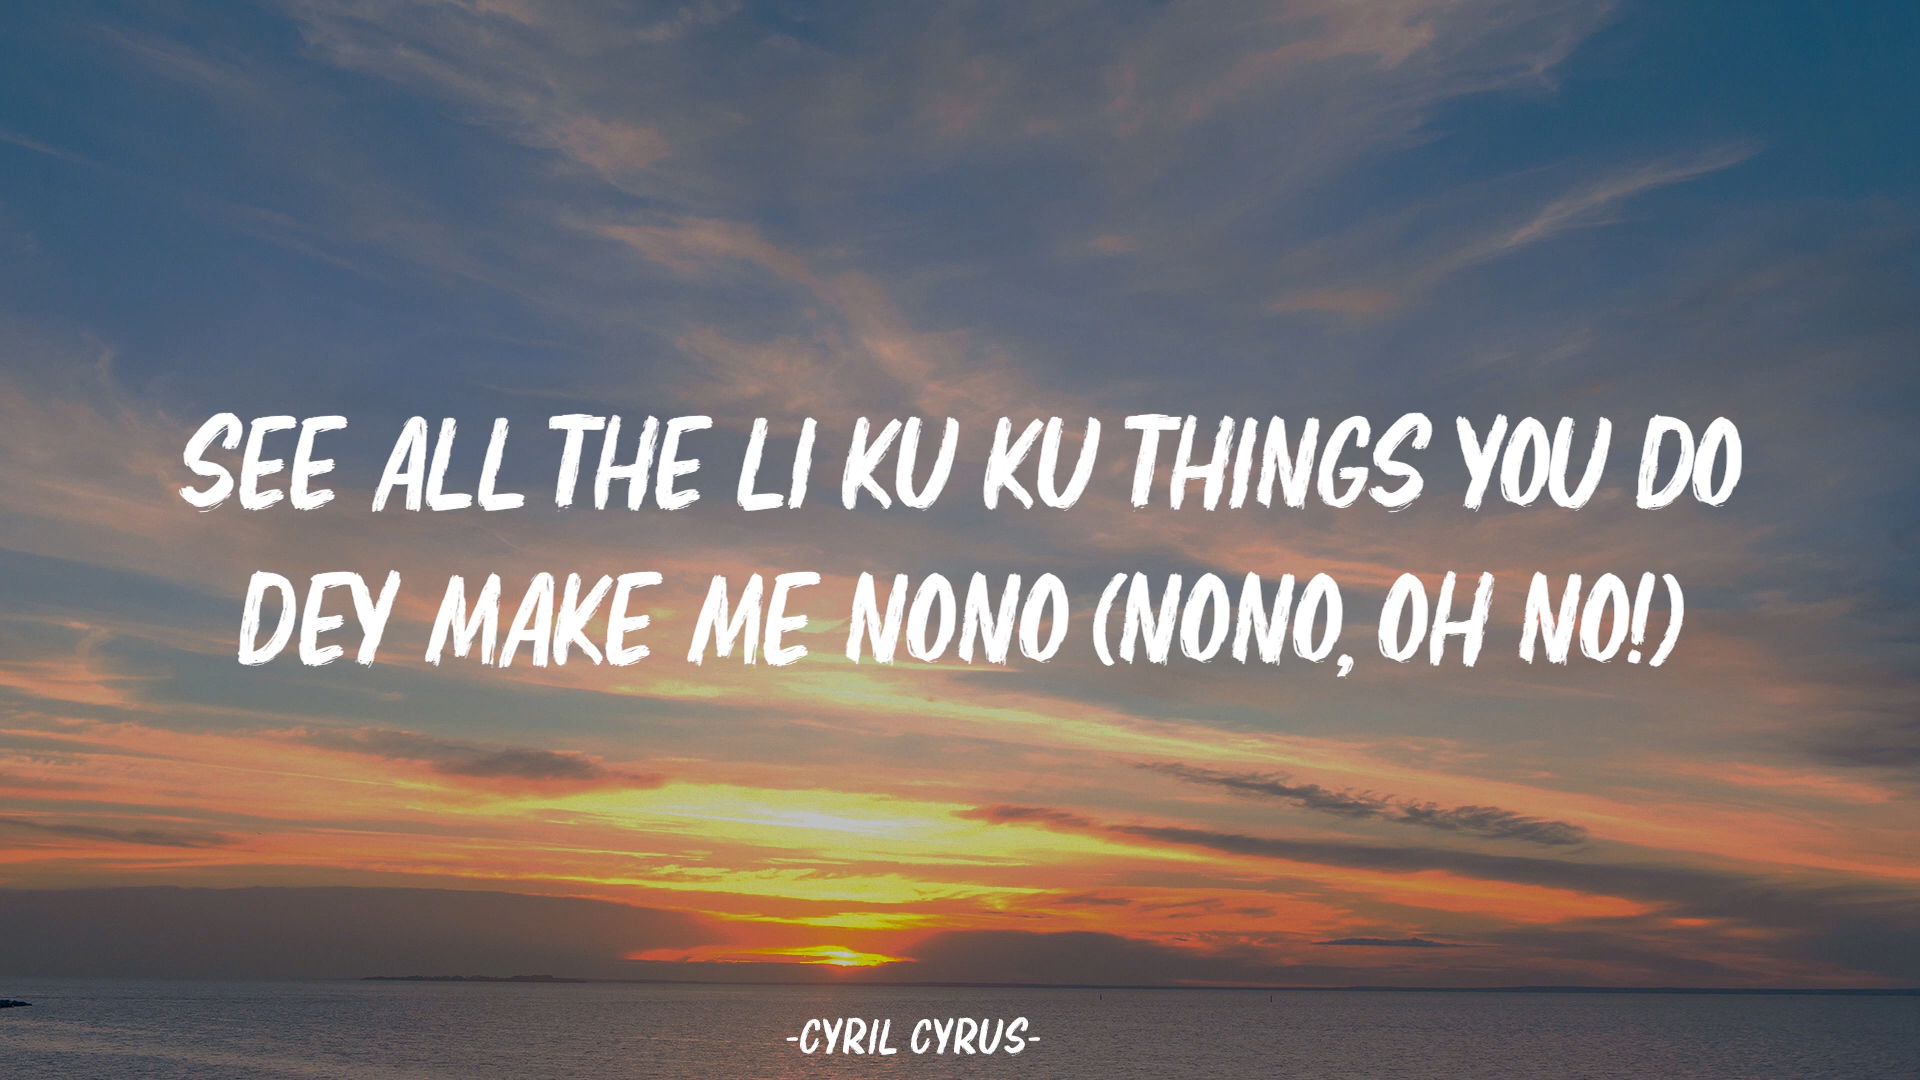 SEE ALL THE LI KU KU THINGS YOU DO
DEY MAKE ME NONO (NONO, OH NO!)
-CYRIL CYRUS-